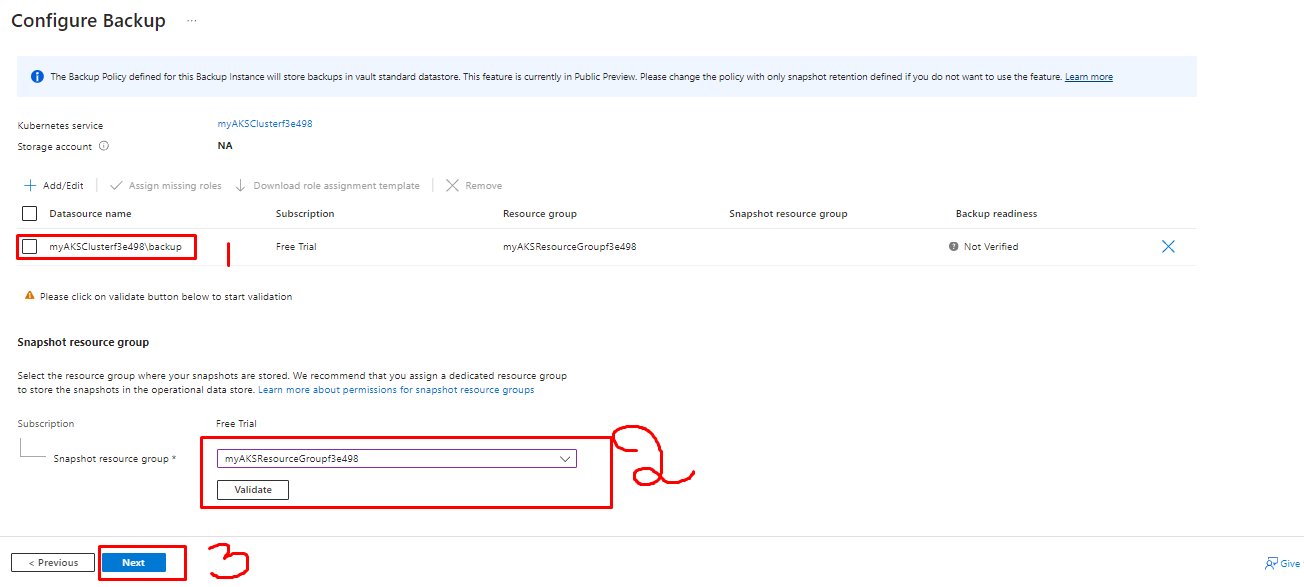 Configure Backup ...
The Backup Policy defined for this Backup Instance will store backups in vault standard datastore. This feature is currently in Public Preview. Please change the policy with only snapshot retention defined if you do not want to use the feature. Learn more
Kubernetes service myAKSClusterf3e498
Storage account NA
Add/Edit Assign missing roles Download role assignment template Remove
Datasource name Subscription Resource group Snapshot resource group Backup readiness
myAKSClusterf3e498\backup 1 Free Trial myAKSResourceGroupf3e498 Not Verified
Please click on validate button below to start validation
Snapshot resource group
Select the resource group where your snapshots are stored. We recommend that you assign a dedicated resource group
to store the snapshots in the operational data store. Learn more about permissions for snapshot resource groups
Subscription Free Trial
Snapshot resource group * myAKSResourceGroupf3e498 2
Validate
< Previous Next 3 Give